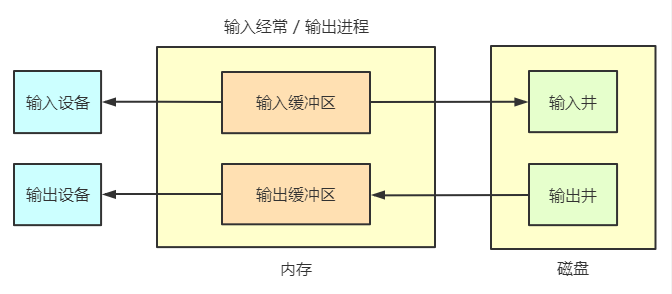 输入经常 / 输出进程
输入设备
输入缓冲区
输入井
输出设备
输出缓冲区
输出井
内存
磁盘